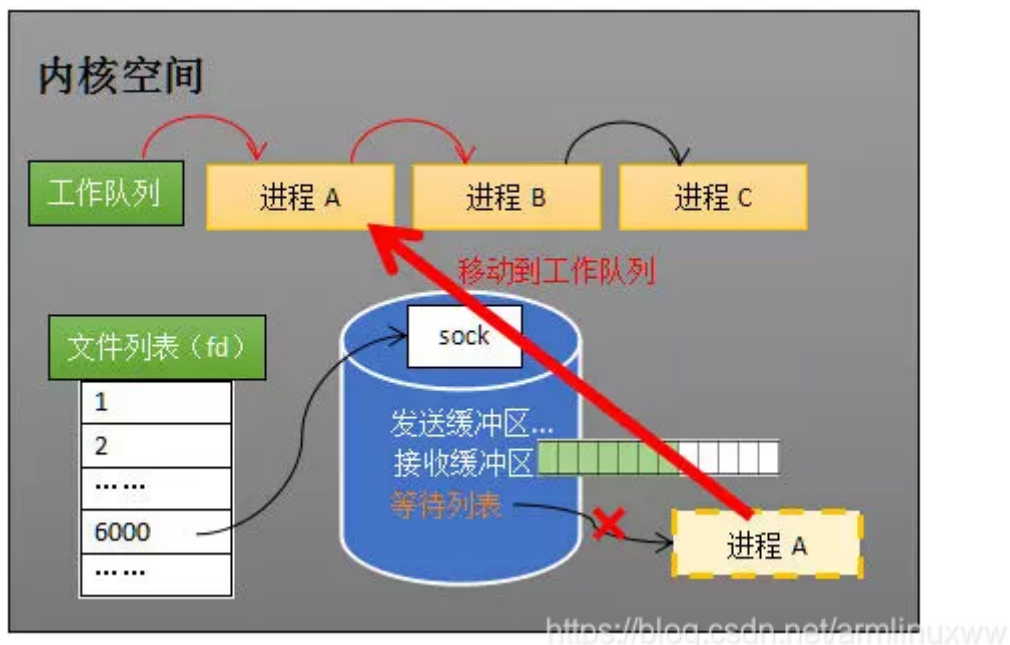 内核空间
工作队列
进程 A
进程 B
进程 C
移动到工作队列
文件列表（fd）
sock
1
2
……
6000
……
发送缓冲区...
接收缓冲区
等待列表
进程 A
https://blog.csdn.net/armlinuxww